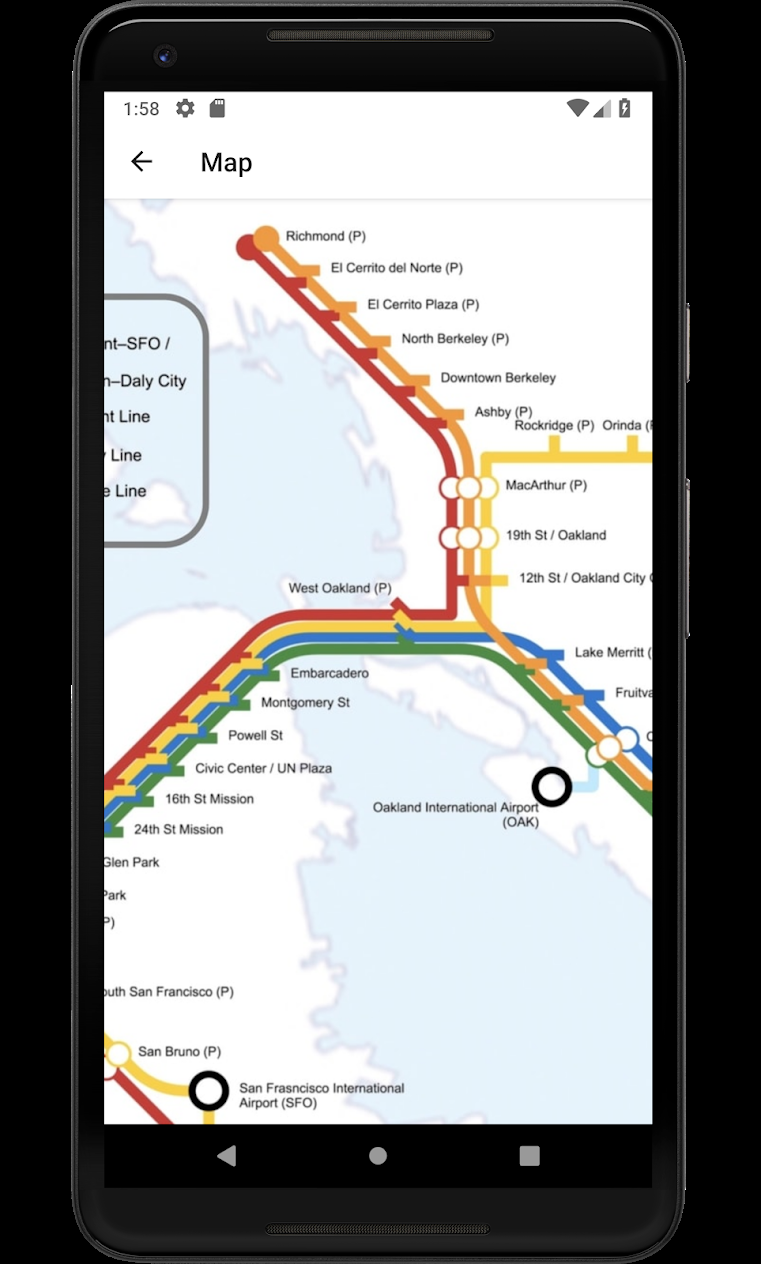 1:58
Map
Richmond (P)
El Cerrito del Norte (P)
El Cerrito Plaza (P)
North Berkeley (P)
Downtown Berkeley
Ashby (P)
Rockridge (P) Orinda (
MacArthur (P)
19th St / Oakland
12th St / Oakland City
nt–SFO /
n–Daly City
nt Line
Line
e Line
West Oakland (P)
Lake Merritt (
Embarcadero
Fruitva
Montgomery St
Powell St
Civic Center / UN Plaza
16th St Mission
Oakland International Airport
(OAK)
24th St Mission
Glen Park
Park
P)
outh San Francisco (P)
San Bruno (P)
San Frasncisco International
Airport (SFO)